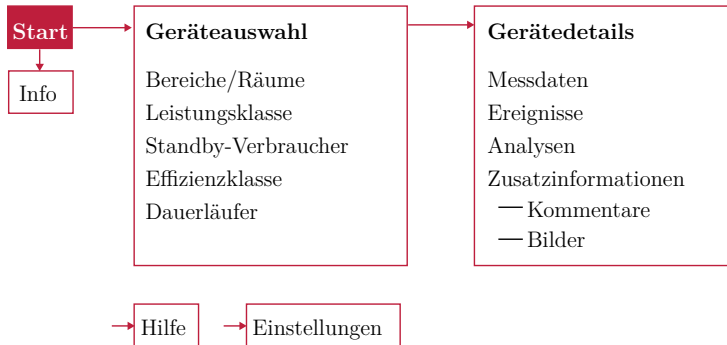 Start
Info
Geräteauswahl
Bereiche/Räume
Leistungsklasse
Standby-Verbraucher
Effizienzklasse
Dauerläufer
Gerätedetails
Messdaten
Ereignisse
Analysen
Zusatzinformationen
Kommentare
Bilder
Hilfe
Einstellungen